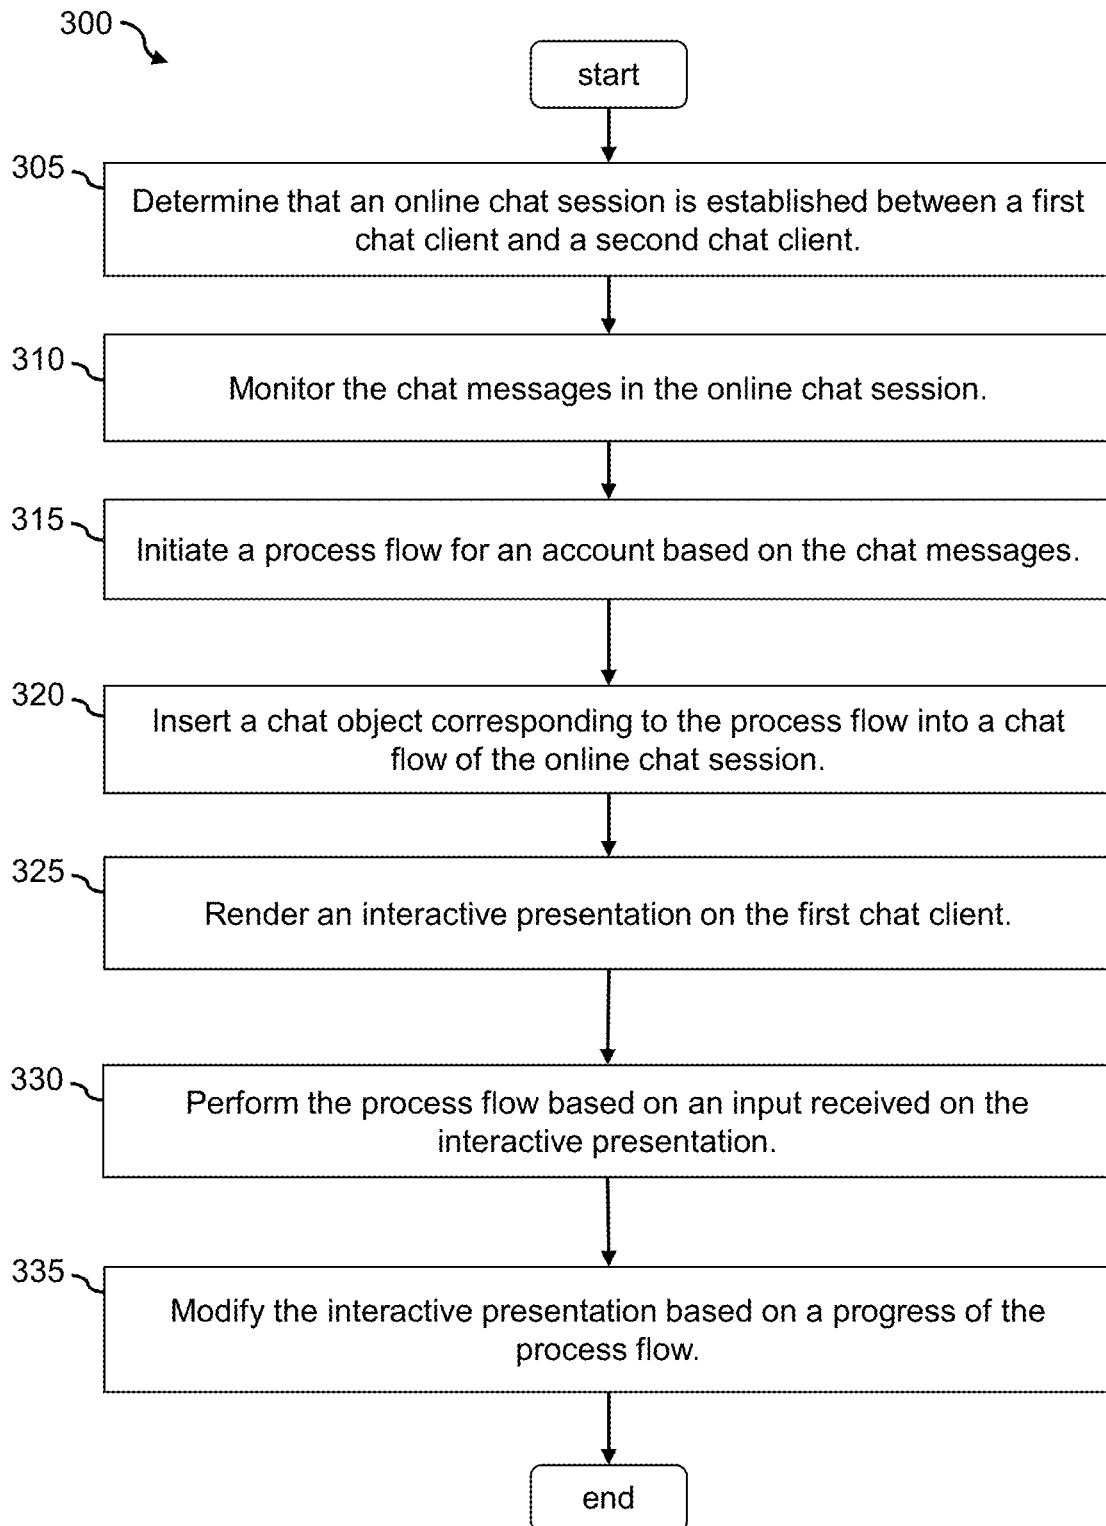 300
start
305
Determine that an online chat session is established between a first
chat client and a second chat client.
310
Monitor the chat messages in the online chat session.
315
Initiate a process flow for an account based on the chat messages.
320
Insert a chat object corresponding to the process flow into a chat
flow of the online chat session.
325
Render an interactive presentation on the first chat client.
330
Perform the process flow based on an input received on the
interactive presentation.
335
Modify the interactive presentation based on a progress of the
process flow.
end